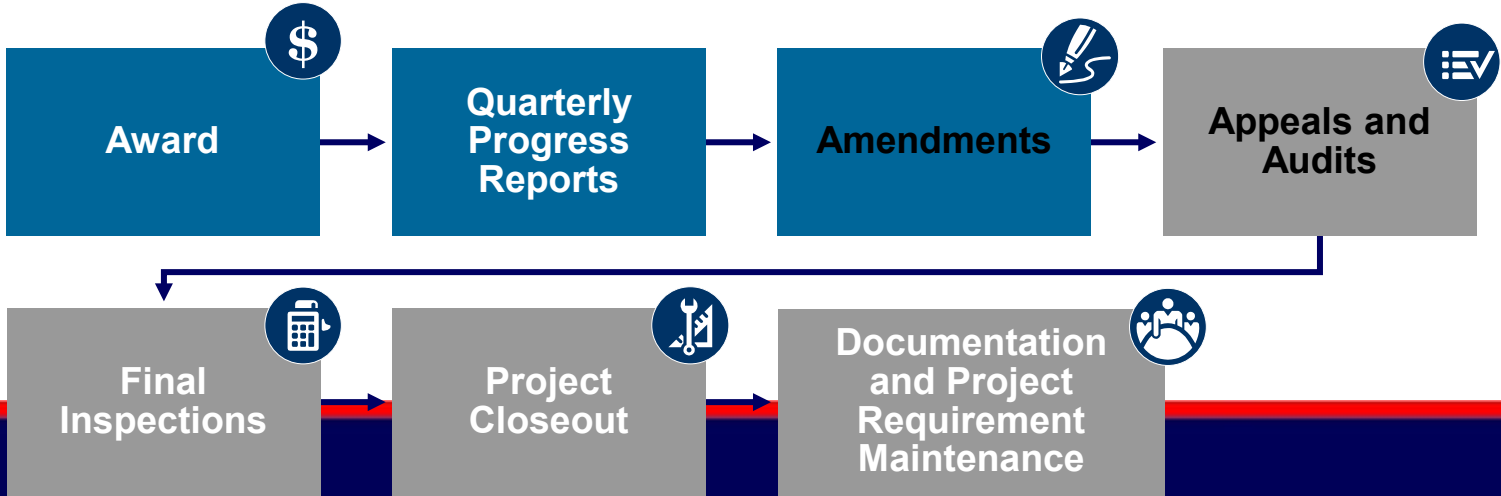 $
Award
Quarterly
Progress
Reports
Amendments
Appeals and
Audits
Final
Inspections
Project
Closeout
Documentation
and Project
Requirement
Maintenance